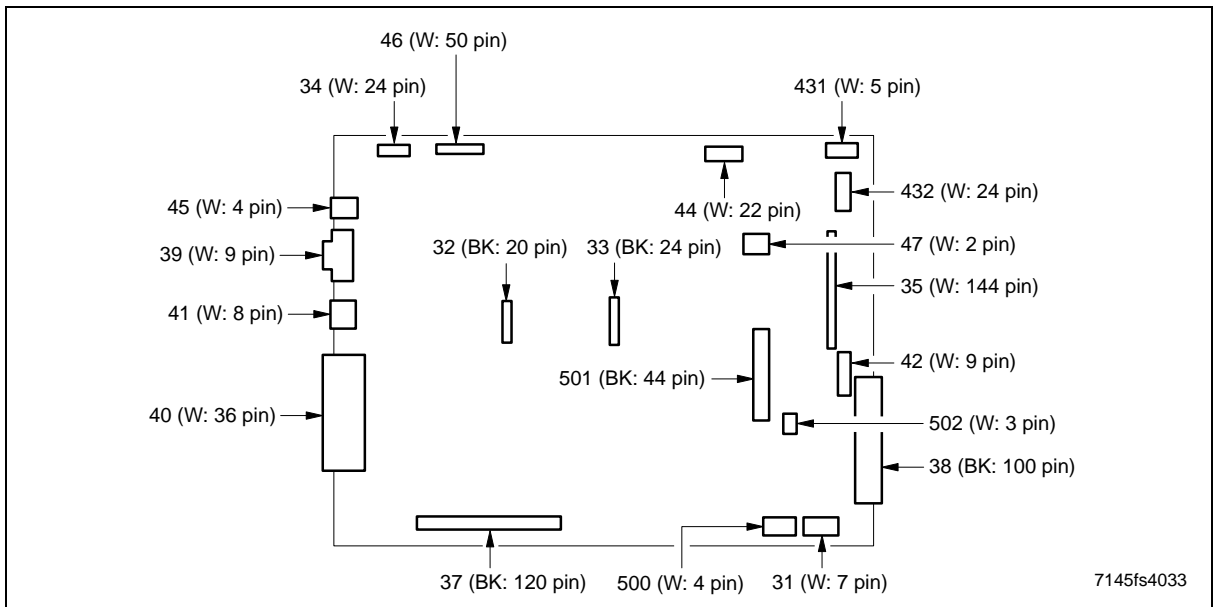 46 (W: 50 pin)
34 (W: 24 pin)
431 (W: 5 pin)
432 (W: 24 pin)
45 (W: 4 pin)
44 (W: 22 pin)
39 (W: 9 pin)
32 (BK: 20 pin)
33 (BK: 24 pin)
47 (W: 2 pin)
35 (W: 144 pin)
41 (W: 8 pin)
42 (W: 9 pin)
501 (BK: 44 pin)
40 (W: 36 pin)
502 (W: 3 pin)
38 (BK: 100 pin)
37 (BK: 120 pin)
500 (W: 4 pin)
31 (W: 7 pin)
7145fs4033